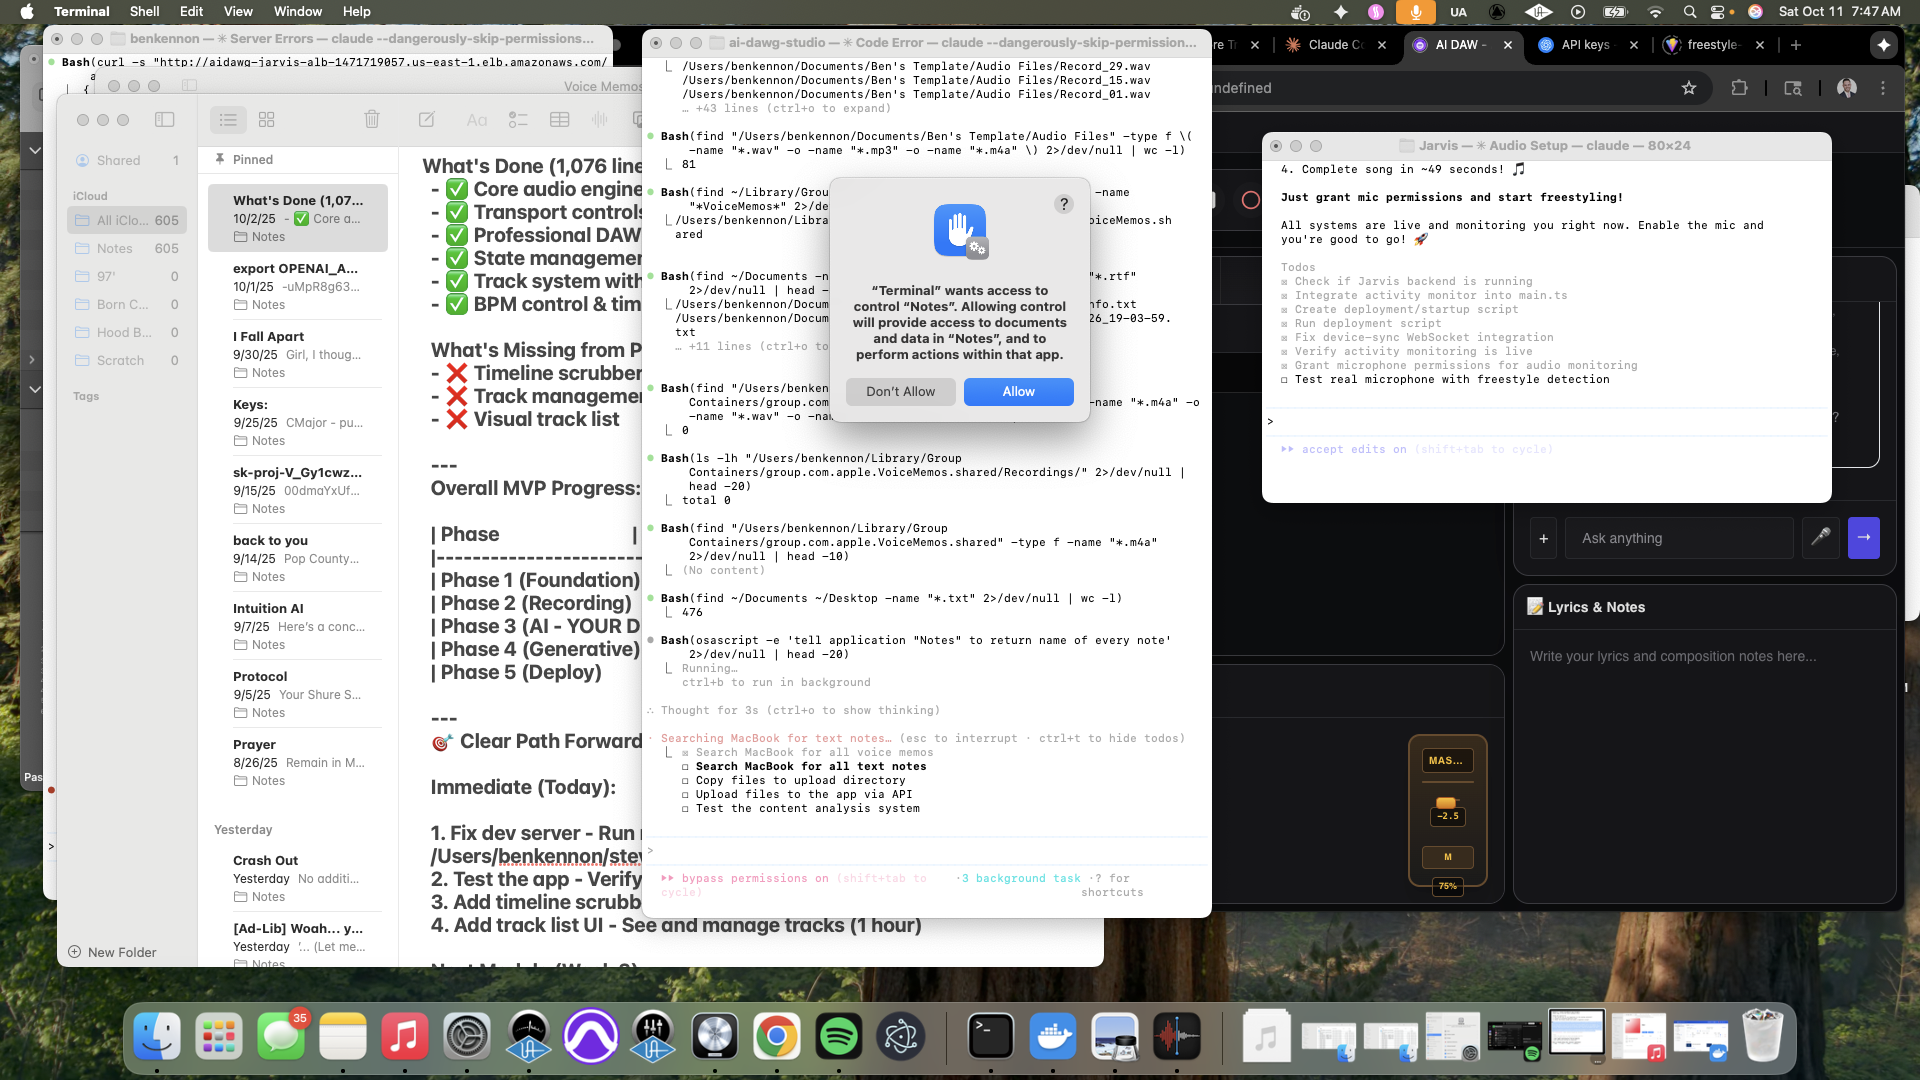 Terminal Shell Edit View Window Help
UA Sat Oct 11 7:47 AM
benkennon — ✳ Server Errors — claude --dangerously-skip-permissions...
Bash(curl -s "http://aidawg-jarvis-alb-1471719057.us-east-1.elb.amazonaws.com/
a
{
Voice Memos
Shared 1
iCloud
All iClo... 605
Notes 605
97' 0
Born C... 0
Hood B... 0
Scratch 0
Tags
New Folder
Pas
>
Aa
Pinned
What's Done (1,07...
10/2/25 - ✅ Core a...
Notes
export OPENAI_A...
10/1/25 -uMpR8g63...
Notes
I Fall Apart
9/30/25 Girl, I thoug...
Notes
Keys:
9/25/25 CMajor - pu...
Notes
sk-proj-V_Gy1cwz...
9/15/25 00dmaYxUf...
Notes
back to you
9/14/25 Pop County...
Notes
Intuition AI
9/7/25 Here's a conc...
Notes
Protocol
9/5/25 Your Shure S...
Notes
Prayer
8/26/25 Remain in M...
Notes
Yesterday
Crash Out
Yesterday No additi...
Notes
[Ad-Lib] Woah... y...
Yesterday '... (Let me...
Notes
What's Done (1,076 line
- ✅ Core audio engine
- ✅ Transport controls
- ✅ Professional DAW
- ✅ State managemen
- ✅ Track system with
- ✅ BPM control & tim
What's Missing from P
- ❌ Timeline scrubber
- ❌ Track managemen
- ❌ Visual track list
---
Overall MVP Progress:
| Phase |
|------------------------
| Phase 1 (Foundation)
| Phase 2 (Recording)
| Phase 3 (AI - YOUR D
| Phase 4 (Generative)
| Phase 5 (Deploy)
---
🎯 Clear Path Forward
Immediate (Today):
1. Fix dev server - Run
/Users/benkennon/stev
2. Test the app - Verify
3. Add timeline scrubb
4. Add track list UI - See and manage tracks (1 hour)
ai-dawg-studio — ✳ Code Error — claude --dangerously-skip-permission...
/Users/benkennon/Documents/Ben's Template/Audio Files/Record_29.wav
/Users/benkennon/Documents/Ben's Template/Audio Files/Record_15.wav
/Users/benkennon/Documents/Ben's Template/Audio Files/Record_01.wav
… +43 lines (ctrl+o to expand)
Bash(find "/Users/benkennon/Documents/Ben's Template/Audio Files" -type f \(
-name "*.wav" -o -name "*.mp3" -o -name "*.m4a" \) 2>/dev/null | wc -l)
81
Bash(find ~/Library/Grou -name
"*VoiceMemos*" 2>/de
/Users/benkennon/Libra oiceMemos.sh
ared
Bash(find ~/Documents -n "*.rtf"
2>/dev/null | head -
/Users/benkennon/Docum nfo.txt
/Users/benkennon/Docum 26_19-03-59.
txt
… +11 lines (ctrl+o to
Bash(find "/Users/benken
Containers/group.com.apple.VoiceMemos.shared -name "*.m4a" -o
-name "*.wav" -o -na
0
Bash(ls -lh "/Users/benkennon/Library/Group
Containers/group.com.apple.VoiceMemos.shared/Recordings/" 2>/dev/null |
head -20)
total 0
Bash(find "/Users/benkennon/Library/Group
Containers/group.com.apple.VoiceMemos.shared" -type f -name "*.m4a"
2>/dev/null | head -10)
(No content)
Bash(find ~/Documents ~/Desktop -name "*.txt" 2>/dev/null | wc -l)
476
Bash(osascript -e 'tell application "Notes" to return name of every note'
2>/dev/null | head -20)
Running…
ctrl+b to run in background
∴ Thought for 3s (ctrl+o to show thinking)
· Searching MacBook for text notes… (esc to interrupt · ctrl+t to hide todos)
☒ Search MacBook for all voice memos
☐ Search MacBook for all text notes
☐ Copy files to upload directory
☐ Upload files to the app via API
☐ Test the content analysis system
>
bypass permissions on (shift+tab to cycle) · 3 background task · ? for shortcuts
?
“Terminal” wants access to
control “Notes”. Allowing control
will provide access to documents
and data in “Notes”, and to
perform actions within that app.
Don't Allow Allow
re Tr Claude Co AI DAW - API keys - freestyle-
ndefined
Jarvis — ✳ Audio Setup — claude — 80×24
4. Complete song in ~49 seconds! 🎵
Just grant mic permissions and start freestyling!
All systems are live and monitoring you right now. Enable the mic and
you're good to go! 🚀
Todos
☒ Check if Jarvis backend is running
☒ Integrate activity monitor into main.ts
☒ Create deployment/startup script
☒ Run deployment script
☒ Fix device-sync WebSocket integration
☒ Verify activity monitoring is live
☒ Grant microphone permissions for audio monitoring
☐ Test real microphone with freestyle detection
>
accept edits on (shift+tab to cycle)
?
+ Ask anything →
📝 Lyrics & Notes
Write your lyrics and composition notes here...
MAS...
-2.5
M
75%
35